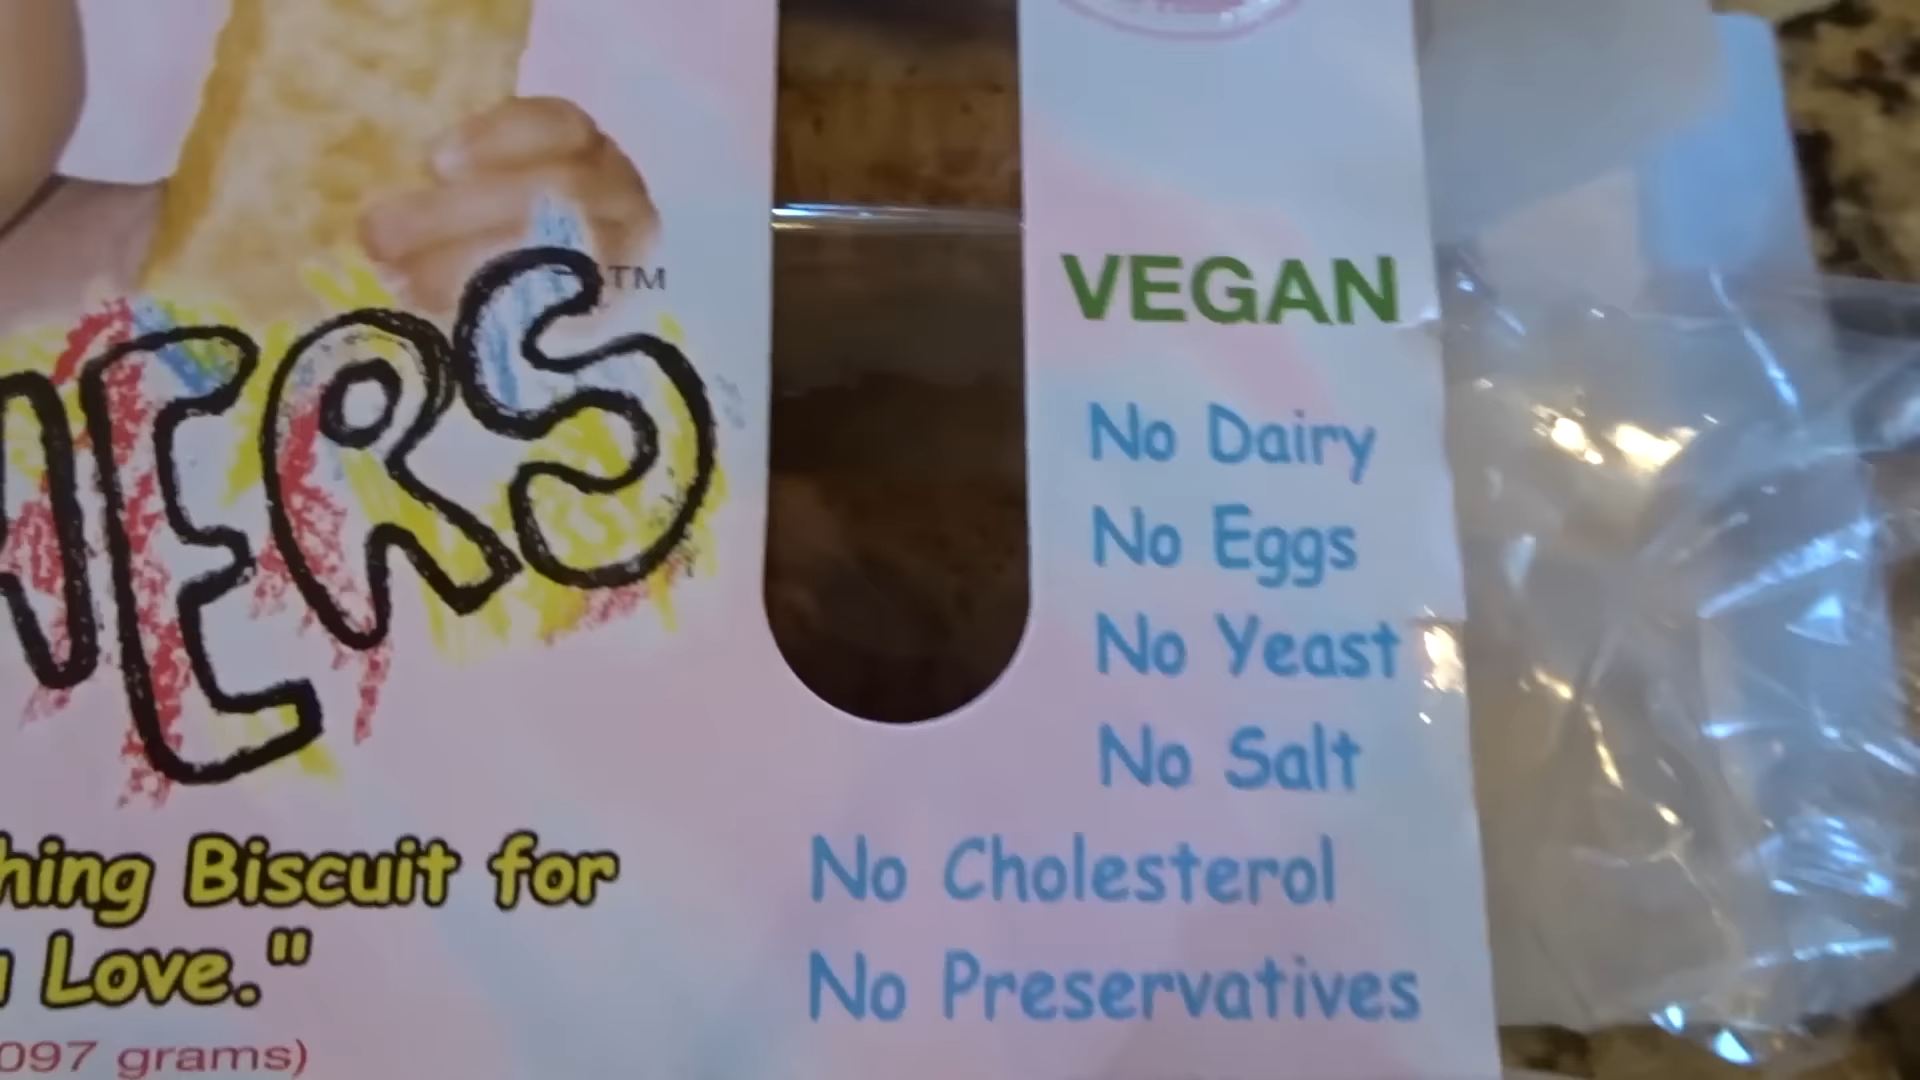 TM
ERS
VEGAN
No Dairy
No Eggs
No Yeast
No Salt
No Cholesterol
No Preservatives
hing Biscuit for
Love."
097 grams)